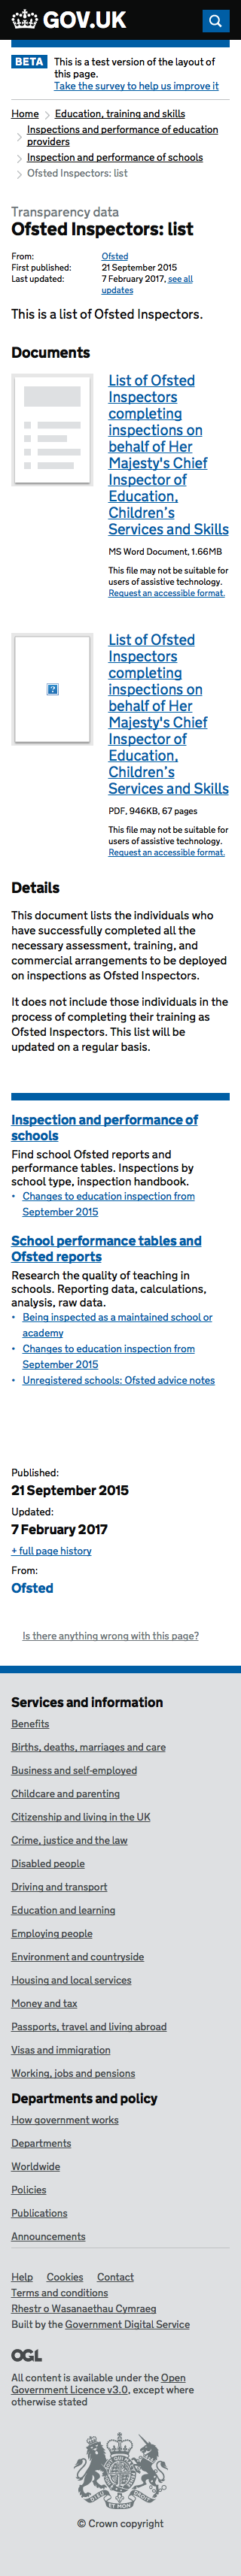 GOV.UK
BETA This is a test version of the layout of
this page.
Take the survey to help us improve it
Home Education, training and skills
Inspections and performance of education
providers
Inspection and performance of schools
Ofsted Inspectors: list
Transparency data
Ofsted Inspectors: list
From: Ofsted
First published: 21 September 2015
Last updated: 7 February 2017, see all
updates
This is a list of Ofsted Inspectors.
Documents
List of Ofsted
Inspectors
completing
inspections on
behalf of Her
Majesty's Chief
Inspector of
Education,
Children's
Services and Skills
MS Word Document, 1.66MB
This file may not be suitable for
users of assistive technology.
Request an accessible format.
List of Ofsted
Inspectors
completing
inspections on
behalf of Her
Majesty's Chief
Inspector of
Education,
Children's
Services and Skills
PDF, 946KB, 67 pages
This file may not be suitable for
users of assistive technology.
Request an accessible format.
Details
This document lists the individuals who
have successfully completed all the
necessary assessment, training, and
commercial arrangements to be deployed
on inspections as Ofsted Inspectors.
It does not include those individuals in the
process of completing their training as
Ofsted Inspectors. This list will be
updated on a regular basis.
Inspection and performance of
schools
Find school Ofsted reports and
performance tables. Inspections by
school type, inspection handbook.
• Changes to education inspection from
September 2015
School performance tables and
Ofsted reports
Research the quality of teaching in
schools. Reporting data, calculations,
analysis, raw data.
• Being inspected as a maintained school or
academy
• Changes to education inspection from
September 2015
• Unregistered schools: Ofsted advice notes
Published:
21 September 2015
Updated:
7 February 2017
+ full page history
From:
Ofsted
Is there anything wrong with this page?
Services and information
Benefits
Births, deaths, marriages and care
Business and self-employed
Childcare and parenting
Citizenship and living in the UK
Crime, justice and the law
Disabled people
Driving and transport
Education and learning
Employing people
Environment and countryside
Housing and local services
Money and tax
Passports, travel and living abroad
Visas and immigration
Working, jobs and pensions
Departments and policy
How government works
Departments
Worldwide
Policies
Publications
Announcements
Help Cookies Contact
Terms and conditions
Rhestr o Wasanaethau Cymraeg
Built by the Government Digital Service
OGL
All content is available under the Open
Government Licence v3.0, except where
otherwise stated
© Crown copyright